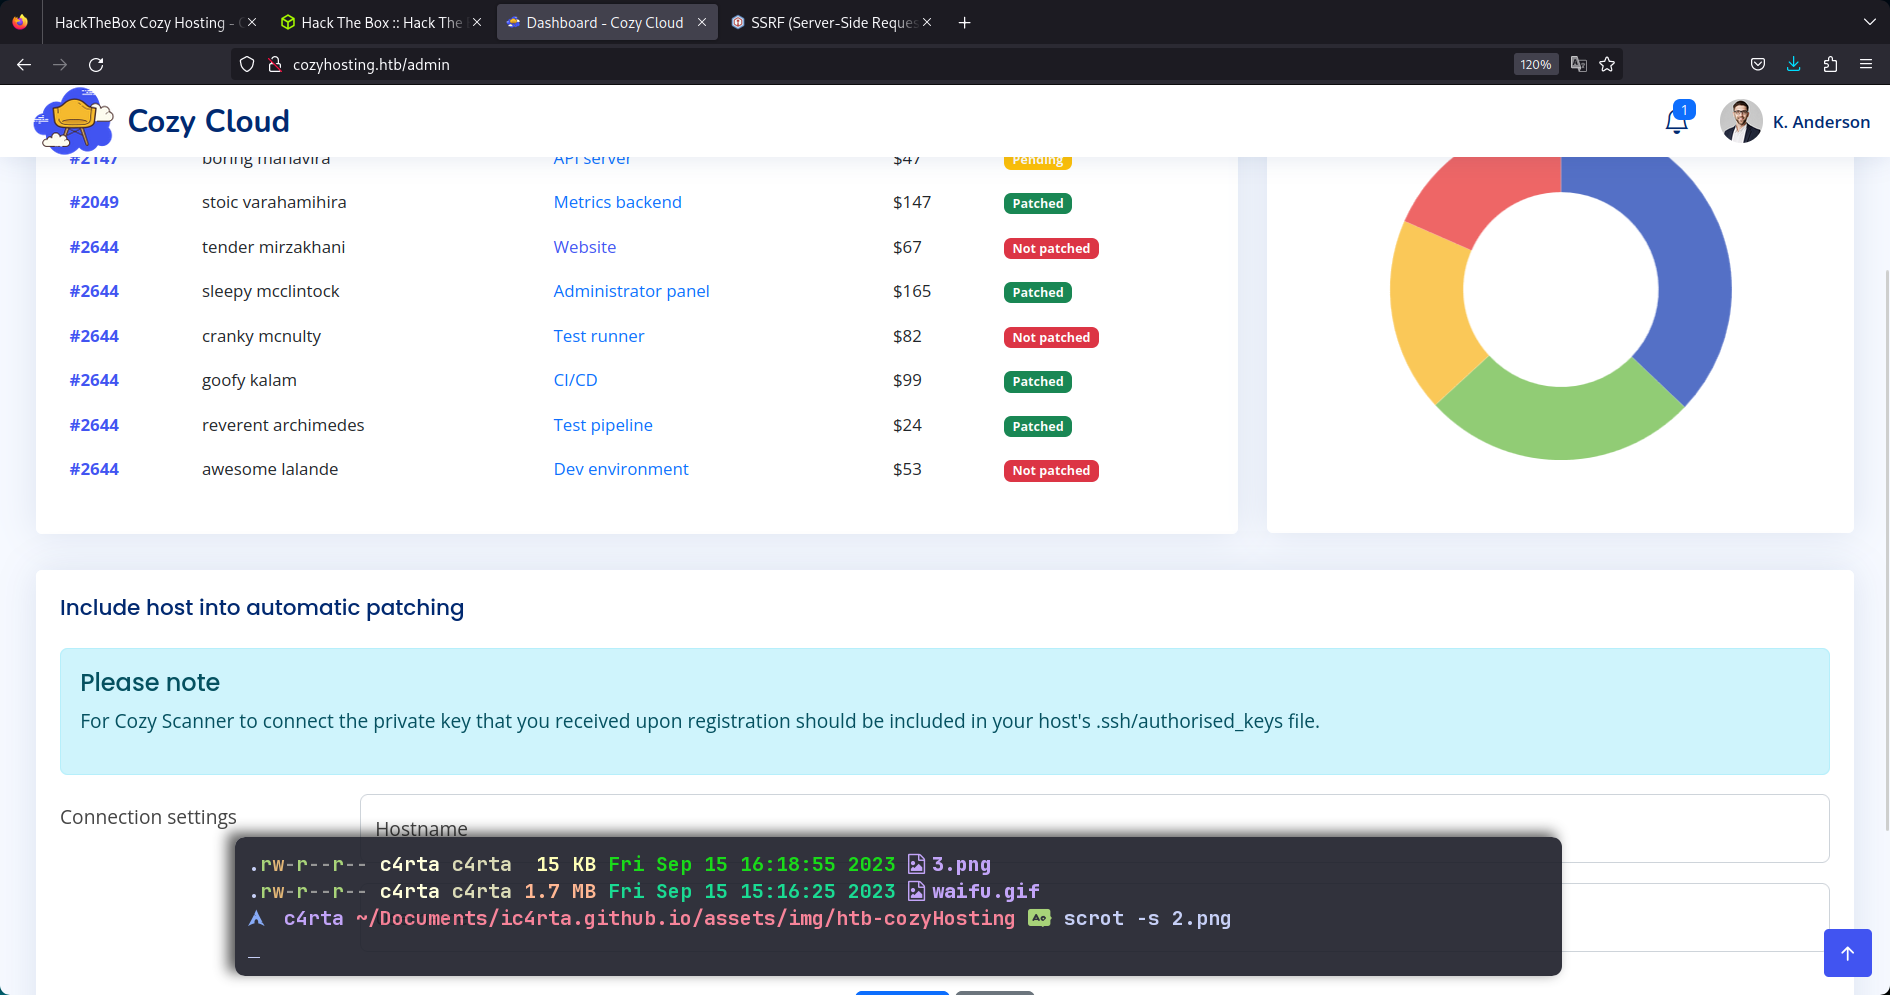 HackTheBox Cozy Hosting -
Hack The Box :: Hack The
Dashboard - Cozy Cloud
SSRF (Server-Side Reques
cozyhosting.htb/admin
120%
Cozy Cloud
1
K. Anderson
#2147 boring mahavira API server $47 Pending
#2049 stoic varahamihira Metrics backend $147 Patched
#2644 tender mirzakhani Website $67 Not patched
#2644 sleepy mcclintock Administrator panel $165 Patched
#2644 cranky mcnulty Test runner $82 Not patched
#2644 goofy kalam CI/CD $99 Patched
#2644 reverent archimedes Test pipeline $24 Patched
#2644 awesome lalande Dev environment $53 Not patched
Include host into automatic patching
Please note
For Cozy Scanner to connect the private key that you received upon registration should be included in your host's .ssh/authorised_keys file.
Connection settings
Hostname
.rw-r--r-- c4rta c4rta 15 KB Fri Sep 15 16:18:55 2023 3.png
.rw-r--r-- c4rta c4rta 1.7 MB Fri Sep 15 15:16:25 2023 waifu.gif
c4rta ~/Documents/ic4rta.github.io/assets/img/htb-cozyHosting Ao scrot -s 2.png
_